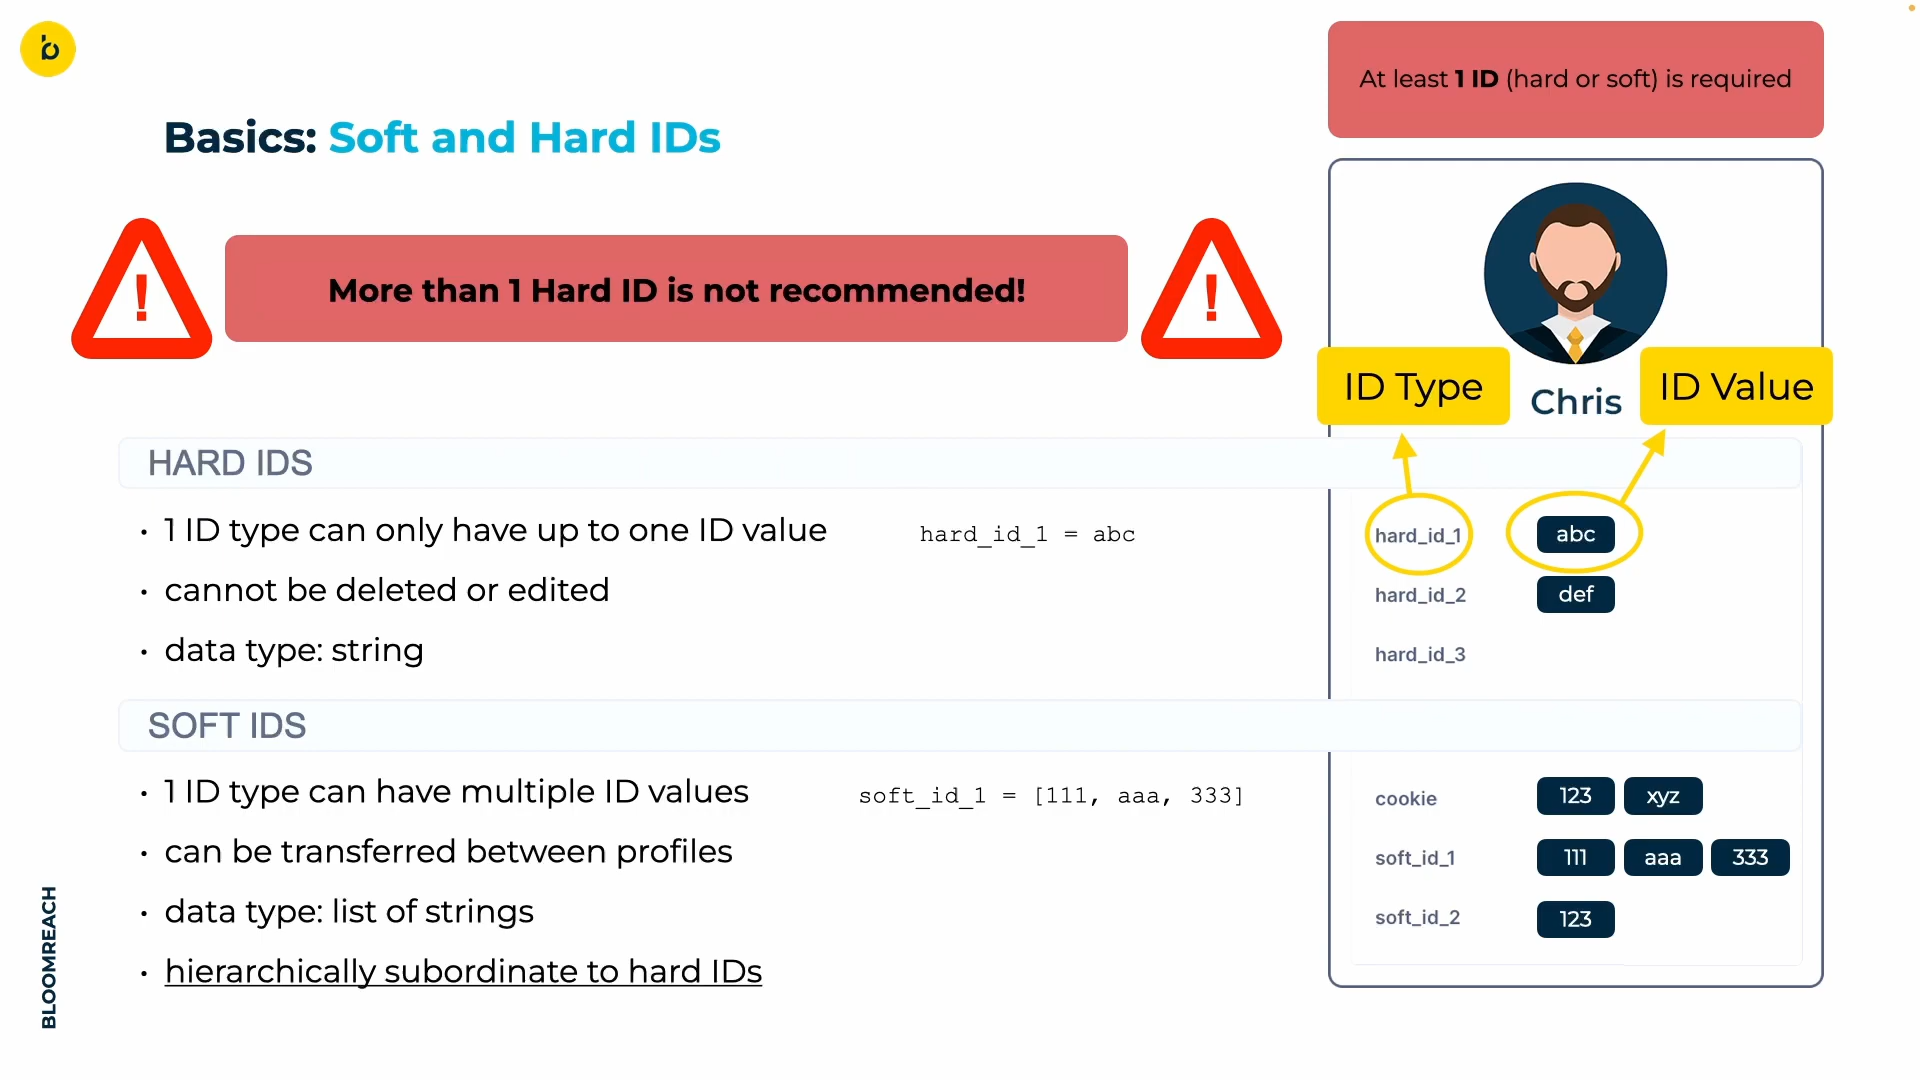 b
At least 1 ID (hard or soft) is required
Basics: Soft and Hard IDs
!
More than 1 Hard ID is not recommended!
!
ID Type
Chris
ID Value
HARD IDS
• 1 ID type can only have up to one ID value
hard_id_1 = abc
• cannot be deleted or edited
• data type: string
hard_id_1 abc
hard_id_2 def
hard_id_3
SOFT IDS
• 1 ID type can have multiple ID values
soft_id_1 = [111, aaa, 333]
• can be transferred between profiles
• data type: list of strings
• hierarchically subordinate to hard IDs
cookie 123 xyz
soft_id_1 111 aaa 333
soft_id_2 123
BLOOMREACH